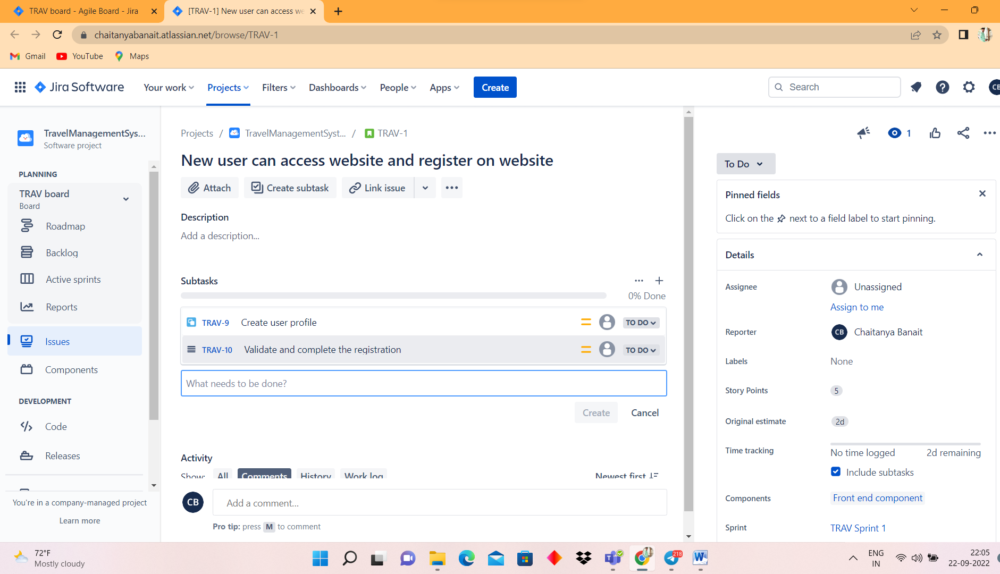 TRAV board - Agile Board - Jira
[TRAV-1] New user can access we
chaitanyabanait.atlassian.net/browse/TRAV-1
Gmail YouTube Maps
Jira Software Your work Projects Filters Dashboards People Apps Create Search CB
TravelManagementSys...
Software project
PLANNING
TRAV board
Board
Roadmap
Backlog
Active sprints
Reports
Issues
Components
DEVELOPMENT
Code
Releases
You're in a company-managed project
Learn more
Projects / TravelManagementSyst... / TRAV-1
New user can access website and register on website
Attach Create subtask Link issue
Description
Add a description...
Subtasks
0% Done
TRAV-9 Create user profile TO DO
TRAV-10 Validate and complete the registration TO DO
What needs to be done?
Create Cancel
Activity
Show: All Comments History Work log Newest first
CB Add a comment...
Pro tip: press M to comment
1
To Do
Pinned fields
Click on the next to a field label to start pinning.
Details
Assignee Unassigned
Assign to me
Reporter CB Chaitanya Banait
Labels None
Story Points 5
Original estimate 2d
Time tracking No time logged 2d remaining
Include subtasks
Components Front end component
Sprint TRAV Sprint 1
72°F
Mostly cloudy
218
ENG
IN
22:05
22-09-2022